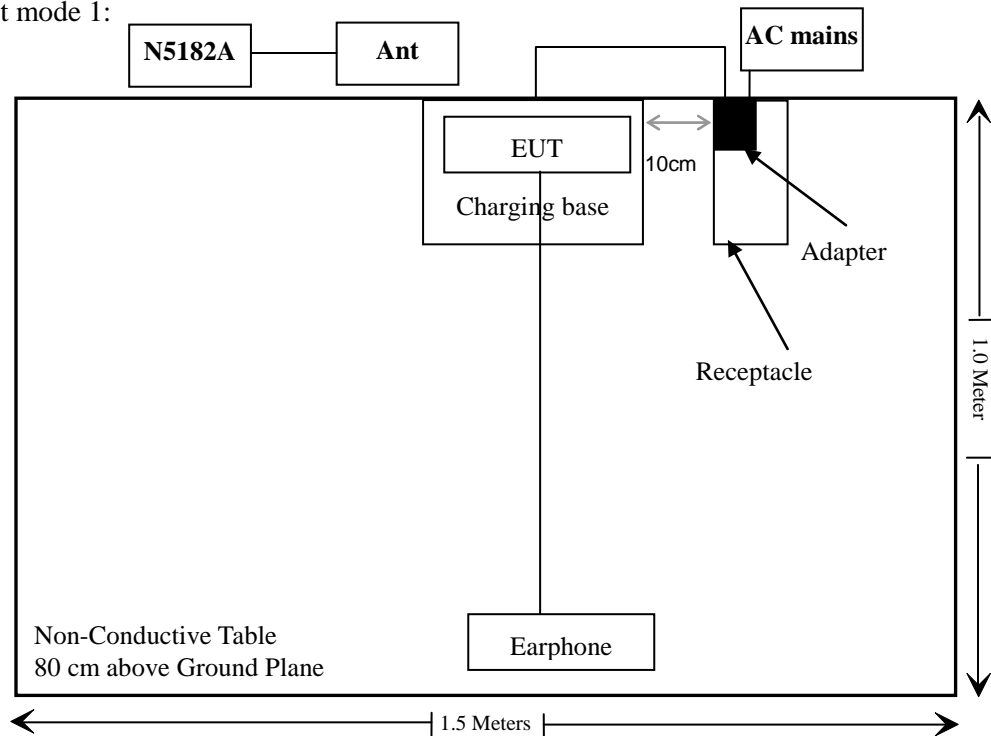 t mode 1:
N5182A
Ant
AC mains
EUT
10cm
Charging base
Adapter
Receptacle
1.0 Meter
Non-Conductive Table
80 cm above Ground Plane
Earphone
1.5 Meters